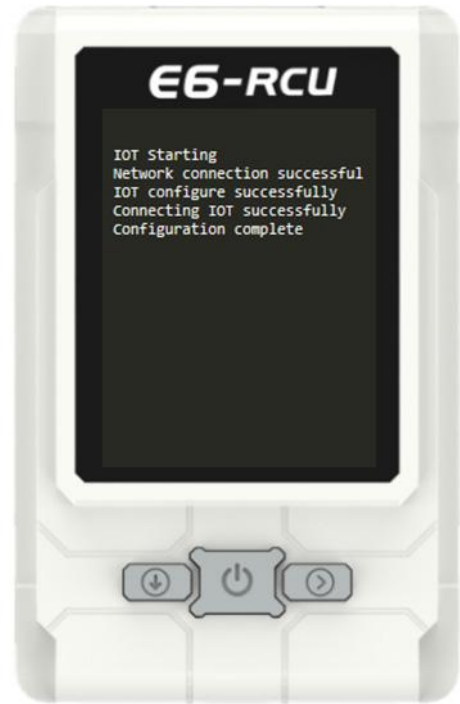 E6-RCU
IOT Starting
Network connection successful
IOT configure successfully
Connecting IOT successfully
Configuration complete